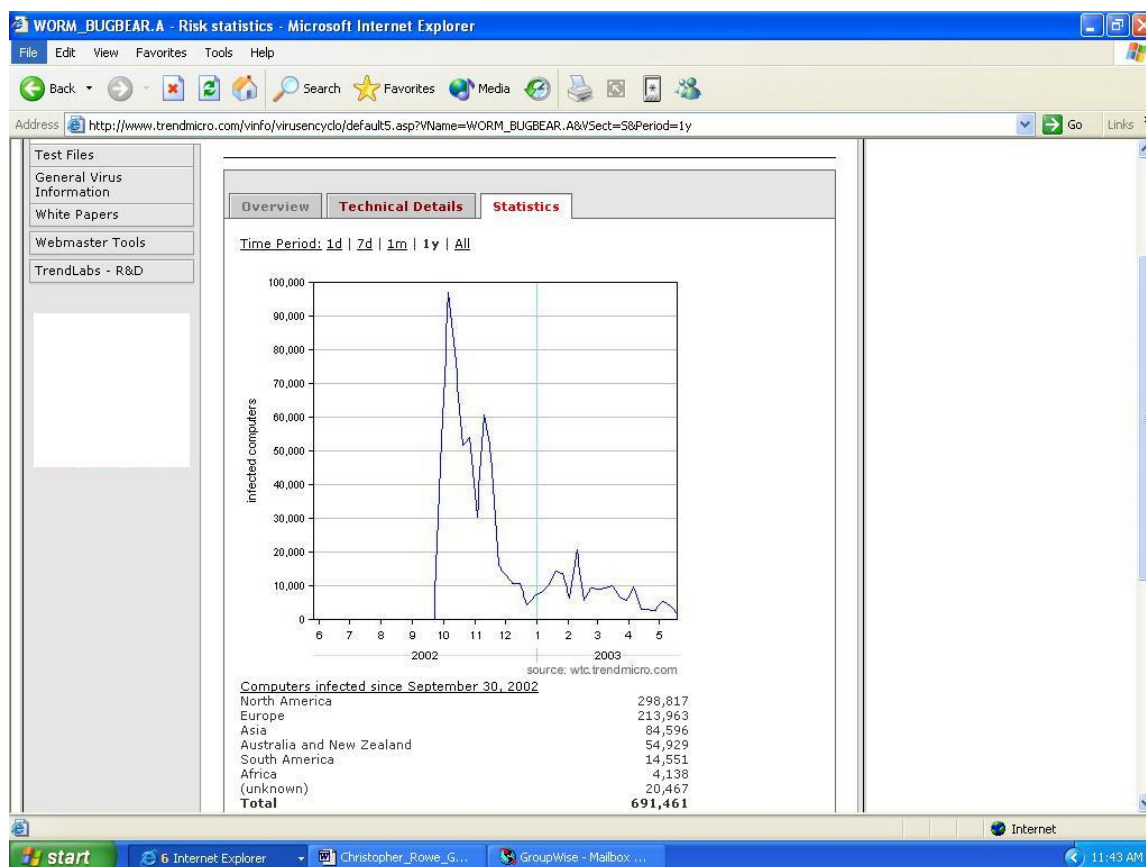 WORM_BUGBEAR.A - Risk statistics - Microsoft Internet Explorer
File Edit View Favorites Tools Help
Back Search Favorites Media
Address http://www.trendmicro.com/vinfo/virusencyclo/default5.asp?VName=WORM_BUGBEAR.A&VSect=S&Period=1y Go Links
Test Files
General Virus
Information
White Papers
Webmaster Tools
TrendLabs - R&D
Overview Technical Details Statistics
Time Period: 1d | 7d | 1m | 1y | All
infected computers
100,000
90,000
80,000
70,000
60,000
50,000
40,000
30,000
20,000
10,000
0
6 7 8 9 10 11 12 1 2 3 4 5
2002 2003
source: wtc.trendmicro.com
Computers infected since September 30, 2002
North America 298,817
Europe 213,963
Asia 84,596
Australia and New Zealand 54,929
South America 14,551
Africa 4,138
(unknown) 20,467
Total 691,461
Internet
start 6 Internet Explorer Christopher_Rowe_G... GroupWise - Mailbox ... 11:43 AM